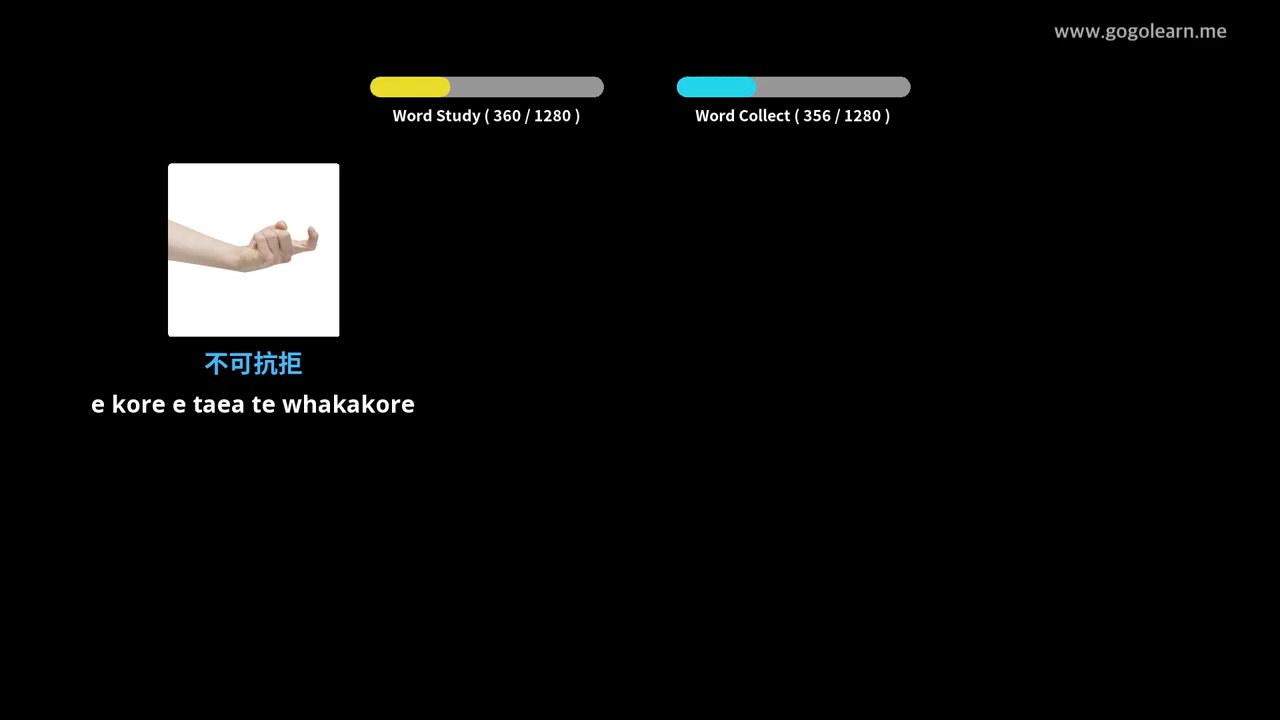 www.gogolearn.me
Word Study ( 360 / 1280 )
Word Collect ( 356 / 1280 )
不可抗拒
e kore e taea te whakakore